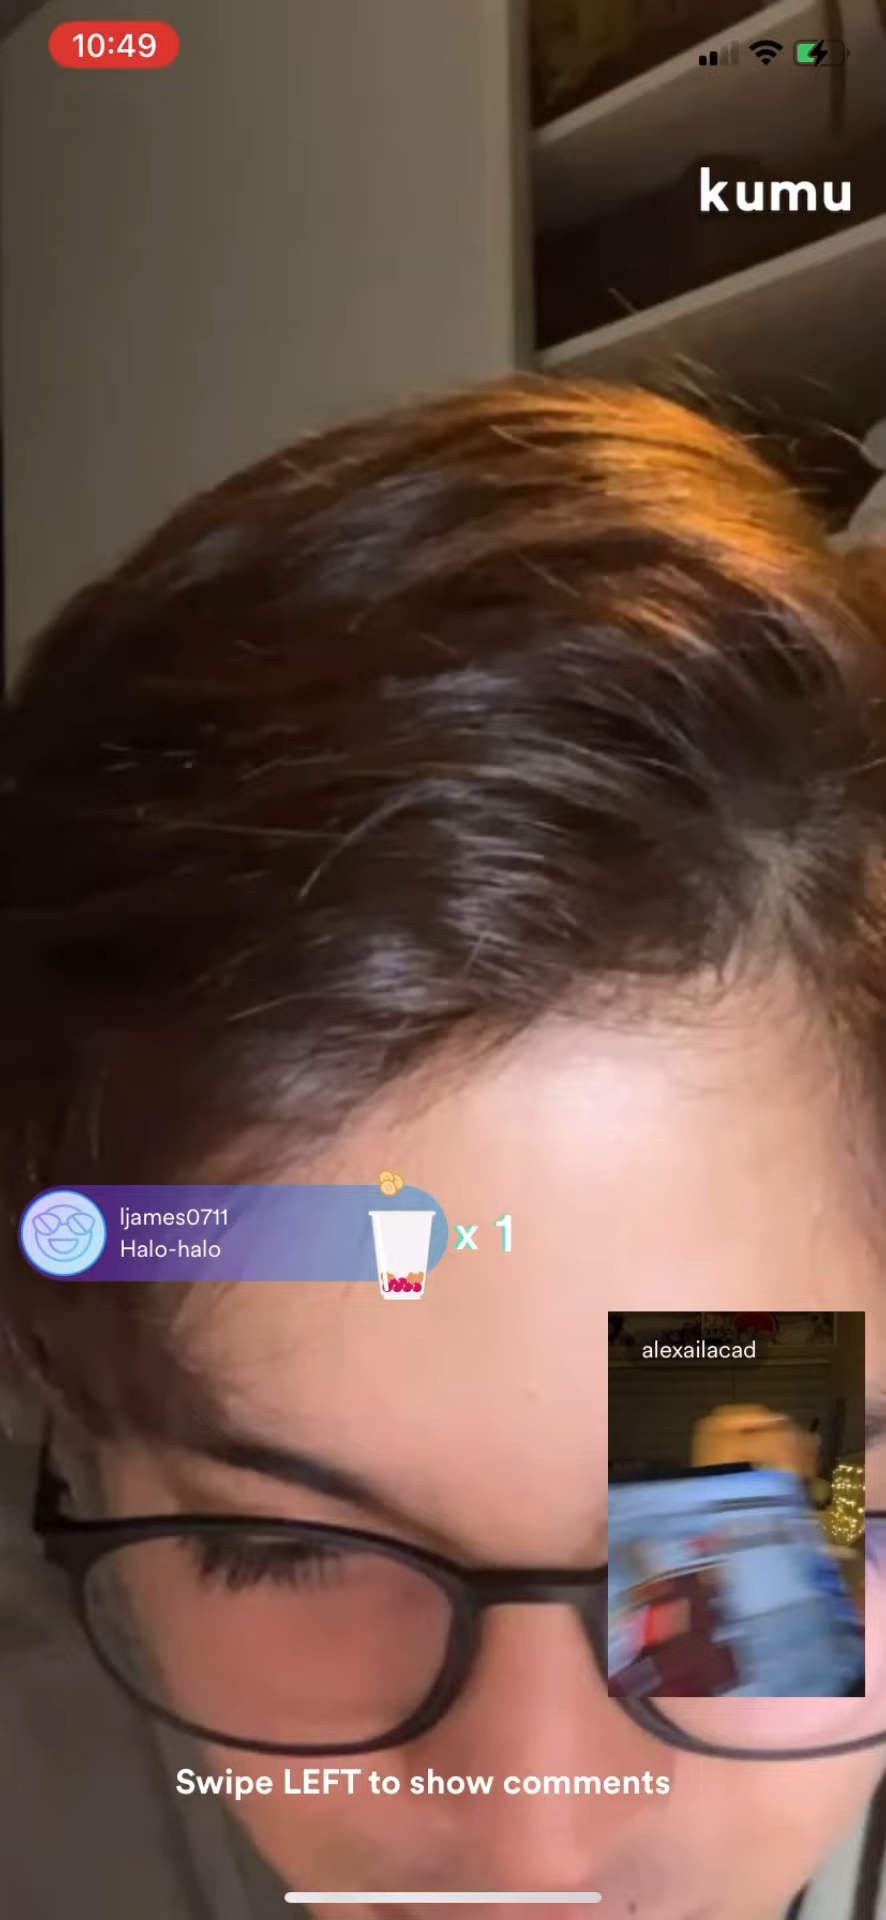 10:49
kumu
ljames0711
Halo-halo
x 1
alexailacad
Swipe LEFT to show comments